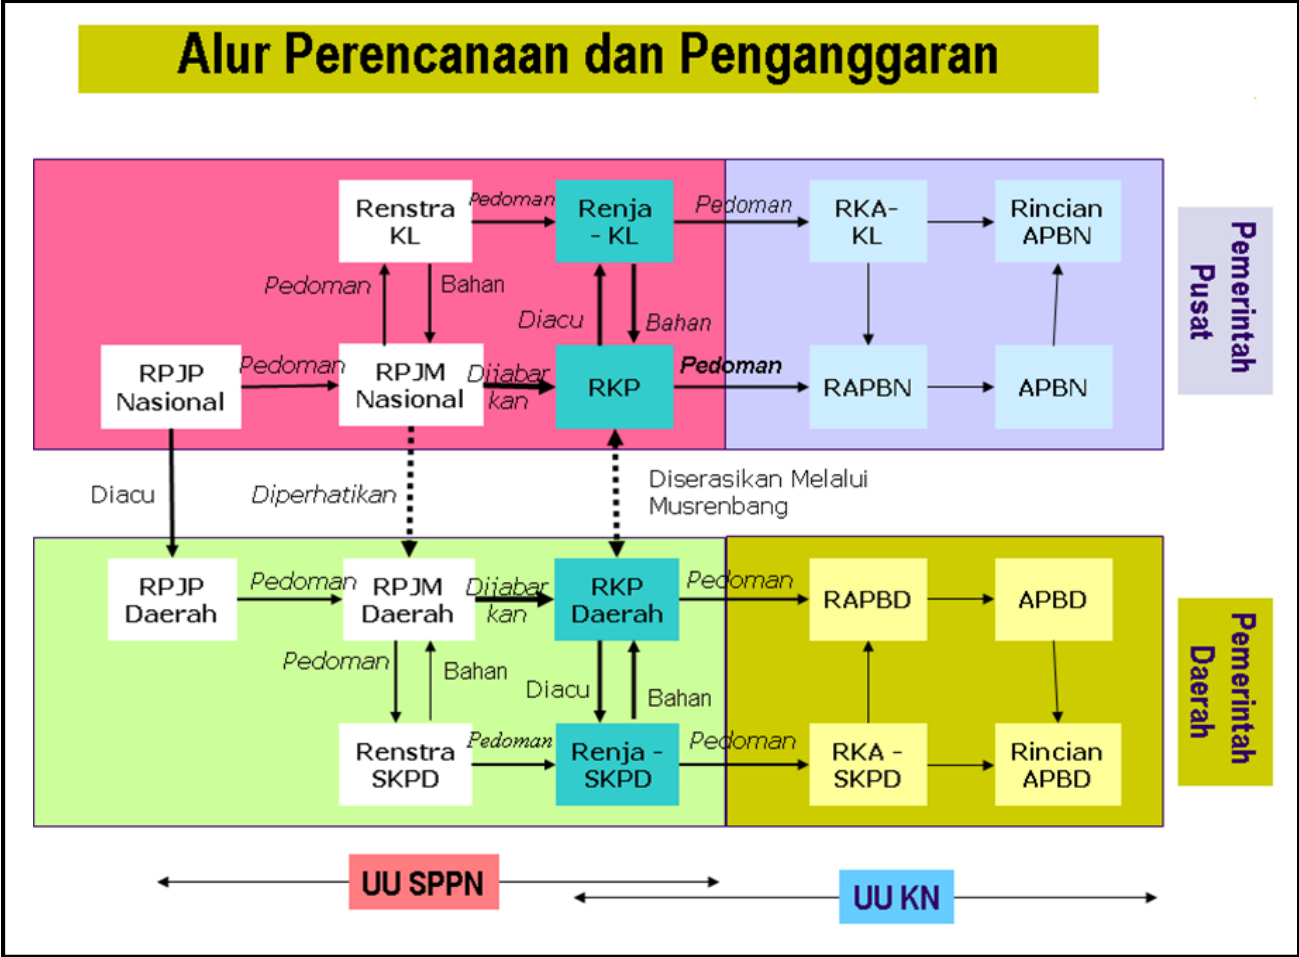 Alur Perencanaan dan Penganggaran
Renstra
KL
Pedoman
Renja
- KL
Pedoman
RKA-
KL
Rincian
APBN
Pemerintah
Pusat
Pedoman
Bahan
Diacu
Bahan
RPJP
Nasional
Pedoman
RPJM
Nasional
Dijabar
kan
RKP
Pedoman
RAPBN
APBN
Diacu
Diperhatikan
Diserasikan Melalui
Musrenbang
RPJP
Daerah
Pedoman
RPJM
Daerah
Dijabar
kan
RKP
Daerah
Pedoman
RAPBD
APBD
Pemerintah
Daerah
Pedoman
Bahan
Diacu
Bahan
Renstra
SKPD
Pedoman
Renja -
SKPD
Pedoman
RKA -
SKPD
Rincian
APBD
UU SPPN
UU KN